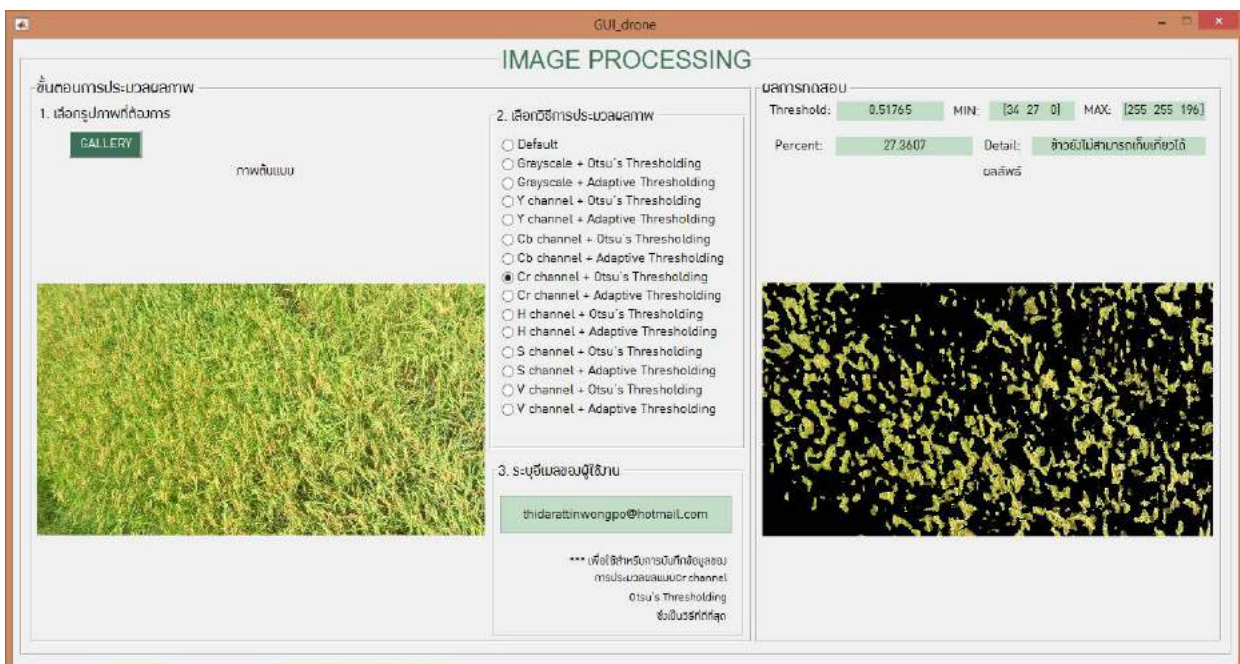 GUI_drone
IMAGE PROCESSING
ขั้นตอนการประมวลผลภาพ
1. เลือกรูปภาพที่ต้องการ
GALLERY
ภาพต้นแบบ
2. เลือกวิธีการประมวลผลภาพ
Default
Grayscale + Otsu's Thresholding
Grayscale + Adaptive Thresholding
Y channel + Otsu's Thresholding
Y channel + Adaptive Thresholding
Cb channel + Otsu's Thresholding
Cb channel + Adaptive Thresholding
Cr channel + Otsu's Thresholding
Cr channel + Adaptive Thresholding
H channel + Otsu's Thresholding
H channel + Adaptive Thresholding
S channel + Otsu's Thresholding
S channel + Adaptive Thresholding
V channel + Otsu's Thresholding
V channel + Adaptive Thresholding
3. ระบุอีเมลของผู้ใช้งาน
thidarattinwongpo@hotmail.com
*** เพื่อใช้สำหรับการบันทึกข้อมูลของ
การประมวลผลแบบCr channel
Otsu's Thresholding
ซึ่งเป็นวิธีที่ดีที่สุด
ผลการทดสอบ
Threshold: 0.51765 MIN: [34 27 0] MAX: [255 255 196]
Percent: 27.3607 Detail: ข้าวยังไม่สามารถเก็บเกี่ยวได้
ผลลัพธ์